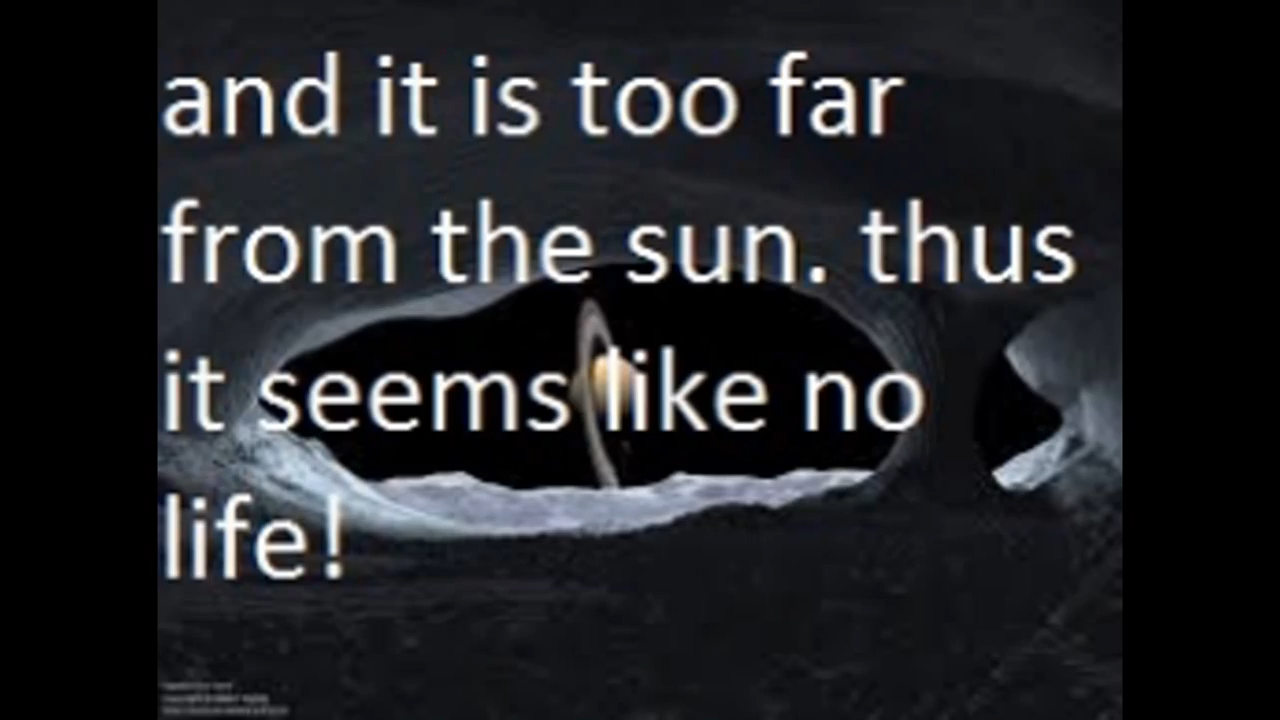 and it is too far
from the sun. thus
it seems like no
life!